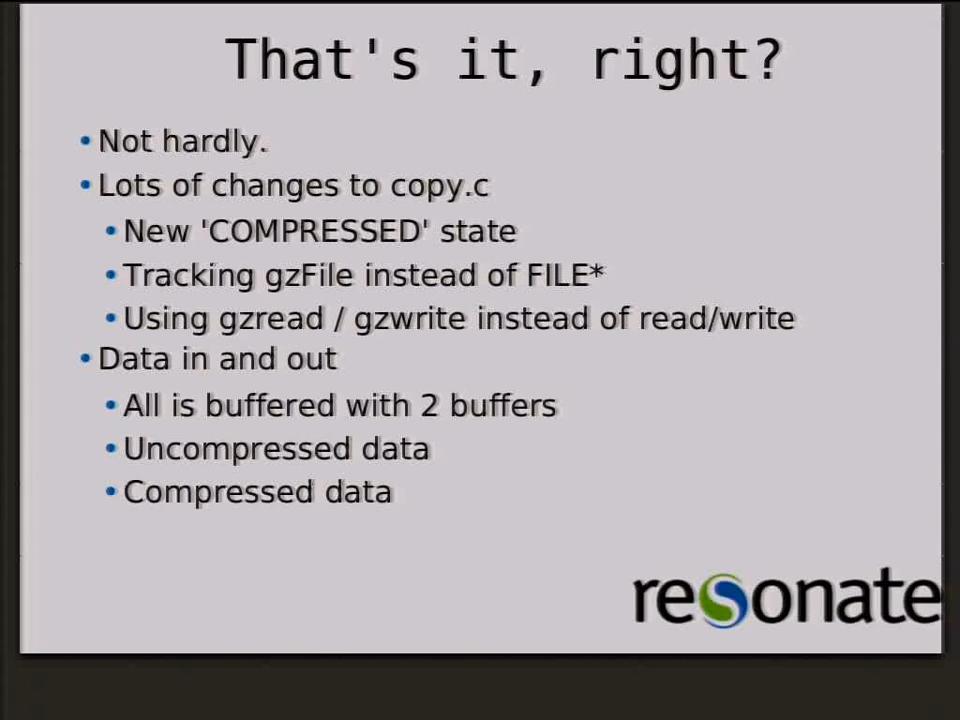 That's it, right?
Not hardly.
Lots of changes to copy.c
New 'COMPRESSED' state
Tracking gzFile instead of FILE*
Using gzread / gzwrite instead of read/write
Data in and out
All is buffered with 2 buffers
Uncompressed data
Compressed data
resonate